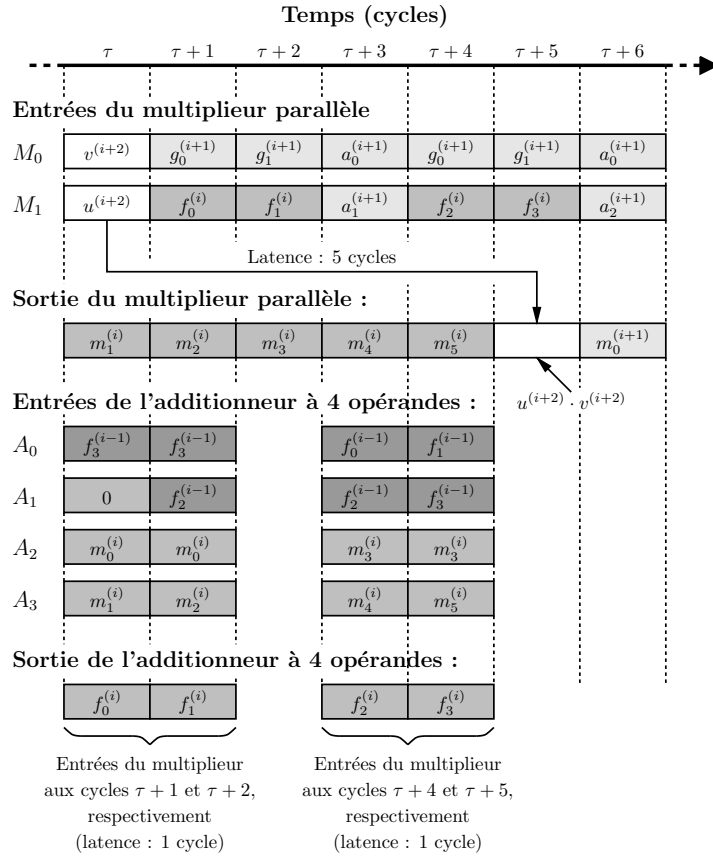 Temps (cycles)
τ τ + 1 τ + 2 τ + 3 τ + 4 τ + 5 τ + 6
Entrées du multiplieur parallèle
M₀ v⁽ⁱ⁺²⁾ g₀⁽ⁱ⁺¹⁾ g₁⁽ⁱ⁺¹⁾ a₀⁽ⁱ⁺¹⁾ g₀⁽ⁱ⁺¹⁾ g₁⁽ⁱ⁺¹⁾ a₀⁽ⁱ⁺¹⁾
M₁ u⁽ⁱ⁺²⁾ f₀⁽ⁱ⁾ f₁⁽ⁱ⁾ a₁⁽ⁱ⁺¹⁾ f₂⁽ⁱ⁾ f₃⁽ⁱ⁾ a₂⁽ⁱ⁺¹⁾
Latence : 5 cycles
Sortie du multiplieur parallèle :
m₁⁽ⁱ⁾ m₂⁽ⁱ⁾ m₃⁽ⁱ⁾ m₄⁽ⁱ⁾ m₅⁽ⁱ⁾ m₀⁽ⁱ⁺¹⁾
Entrées de l'additionneur à 4 opérandes :
u⁽ⁱ⁺²⁾ · v⁽ⁱ⁺²⁾
A₀ f₃⁽ⁱ⁻¹⁾ f₃⁽ⁱ⁻¹⁾ f₀⁽ⁱ⁻¹⁾ f₁⁽ⁱ⁻¹⁾
A₁ 0 f₂⁽ⁱ⁻¹⁾ f₂⁽ⁱ⁻¹⁾ f₃⁽ⁱ⁻¹⁾
A₂ m₀⁽ⁱ⁾ m₀⁽ⁱ⁾ m₃⁽ⁱ⁾ m₃⁽ⁱ⁾
A₃ m₁⁽ⁱ⁾ m₂⁽ⁱ⁾ m₄⁽ⁱ⁾ m₅⁽ⁱ⁾
Sortie de l'additionneur à 4 opérandes :
f₀⁽ⁱ⁾ f₁⁽ⁱ⁾ f₂⁽ⁱ⁾ f₃⁽ⁱ⁾
Entrées du multiplieur
aux cycles τ + 1 et τ + 2,
respectivement
(latence : 1 cycle)
Entrées du multiplieur
aux cycles τ + 4 et τ + 5,
respectivement
(latence : 1 cycle)